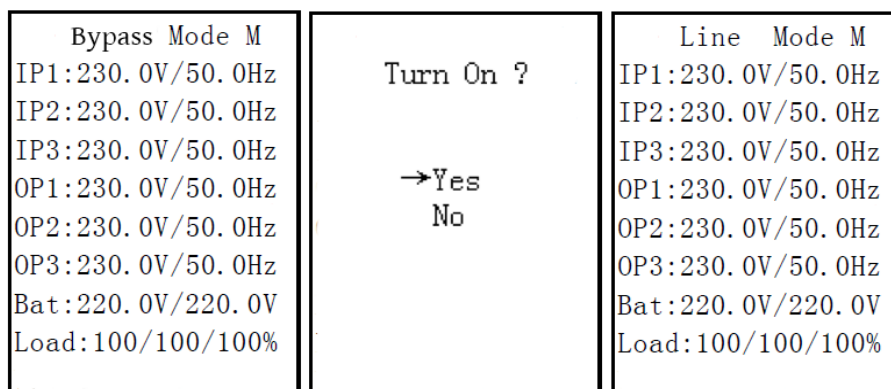 Bypass Mode M
IP1:230.0V/50.0Hz
IP2:230.0V/50.0Hz
IP3:230.0V/50.0Hz
OP1:230.0V/50.0Hz
OP2:230.0V/50.0Hz
OP3:230.0V/50.0Hz
Bat:220.0V/220.0V
Load:100/100/100%
Turn On ?
→Yes
No
Line Mode M
IP1:230.0V/50.0Hz
IP2:230.0V/50.0Hz
IP3:230.0V/50.0Hz
OP1:230.0V/50.0Hz
OP2:230.0V/50.0Hz
OP3:230.0V/50.0Hz
Bat:220.0V/220.0V
Load:100/100/100%